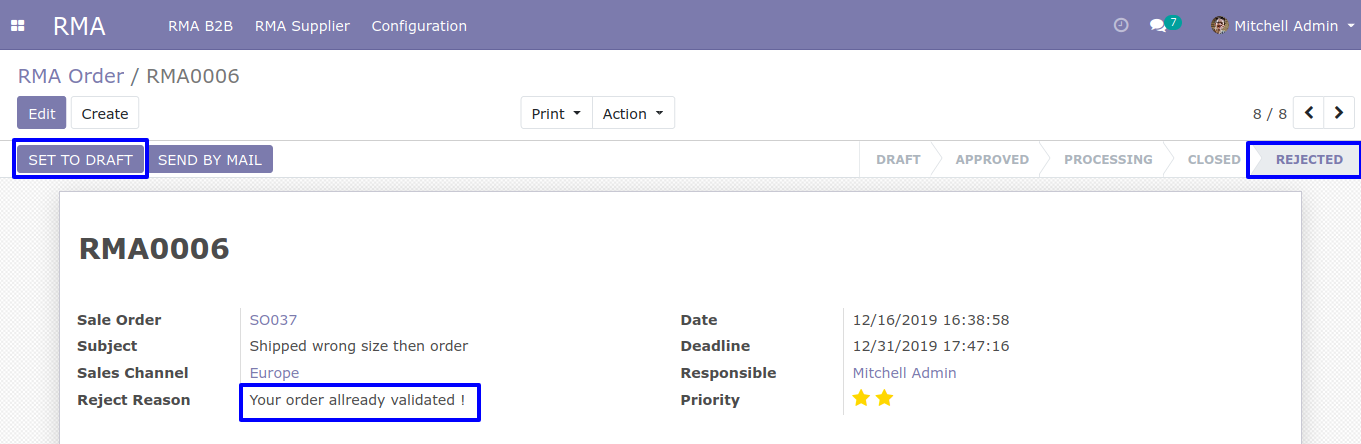 RMA RMA B2B RMA Supplier Configuration 7 Mitchell Admin
RMA Order / RMA0006
Edit Create Print Action 8 / 8
SET TO DRAFT SEND BY MAIL DRAFT APPROVED PROCESSING CLOSED REJECTED
RMA0006
Sale Order SO037 Date 12/16/2019 16:38:58
Subject Shipped wrong size then order Deadline 12/31/2019 17:47:16
Sales Channel Europe Responsible Mitchell Admin
Reject Reason Your order allready validated ! Priority